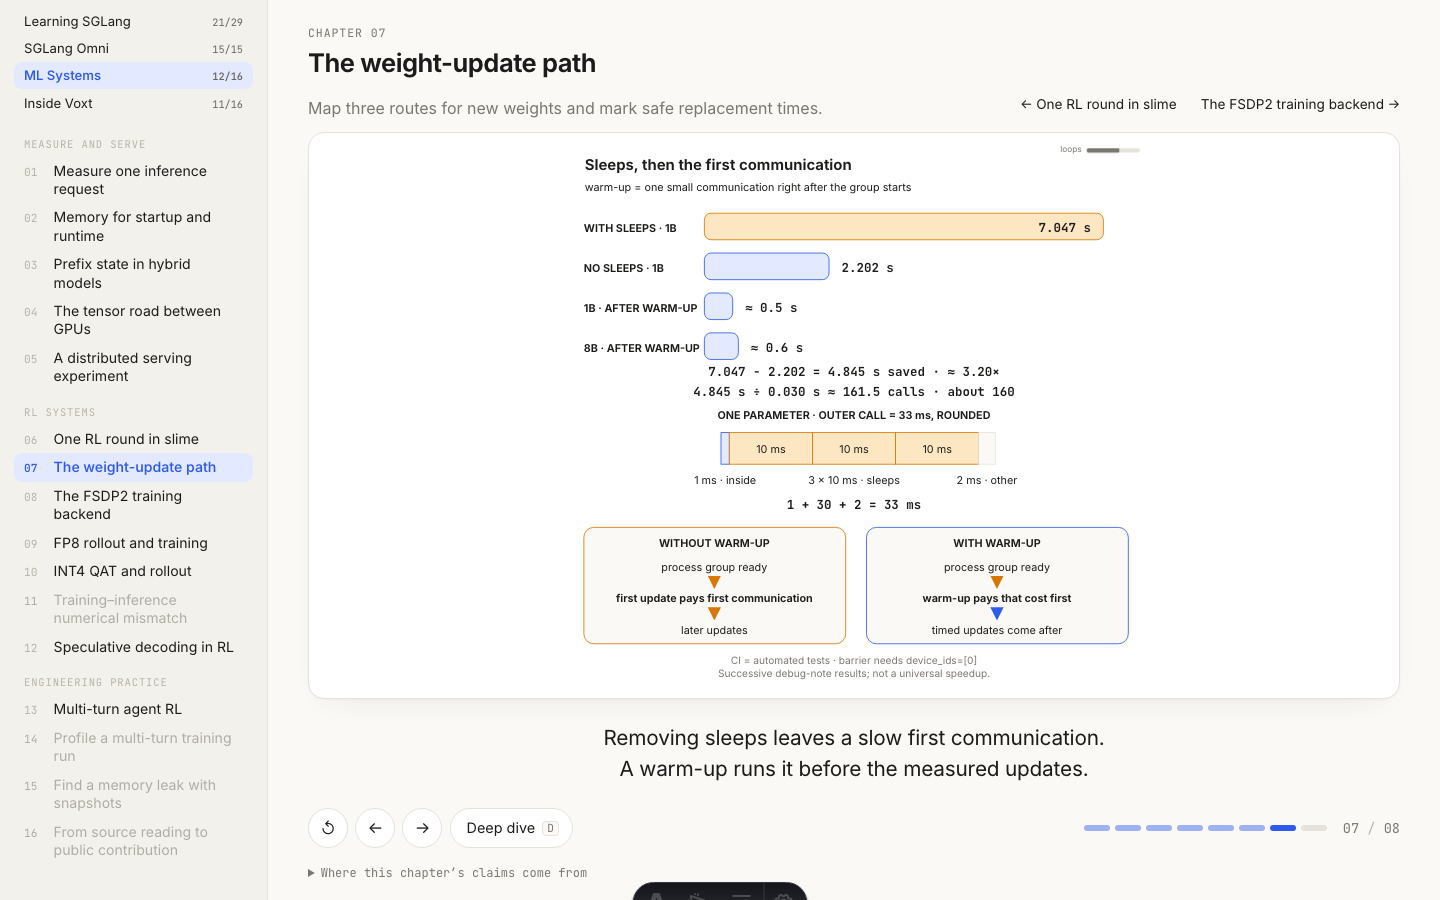 Learning SGLang 21/29
SGLang Omni 15/15
ML Systems 12/16
Inside Voxt 11/16
MEASURE AND SERVE
01 Measure one inference
request
02 Memory for startup and
runtime
03 Prefix state in hybrid
models
04 The tensor road between
GPUs
05 A distributed serving
experiment
RL SYSTEMS
06 One RL round in slime
07 The weight-update path
08 The FSDP2 training
backend
09 FP8 rollout and training
10 INT4 QAT and rollout
11 Training–inference
numerical mismatch
12 Speculative decoding in RL
ENGINEERING PRACTICE
13 Multi-turn agent RL
14 Profile a multi-turn training
run
15 Find a memory leak with
snapshots
16 From source reading to
public contribution
CHAPTER 07
The weight-update path
Map three routes for new weights and mark safe replacement times.
← One RL round in slime The FSDP2 training backend →
loops
Sleeps, then the first communication
warm-up = one small communication right after the group starts
WITH SLEEPS · 1B 7.047 s
NO SLEEPS · 1B 2.202 s
1B · AFTER WARM-UP ≈ 0.5 s
8B · AFTER WARM-UP ≈ 0.6 s
7.047 - 2.202 = 4.845 s saved · ≈ 3.20×
4.845 s ÷ 0.030 s ≈ 161.5 calls · about 160
ONE PARAMETER · OUTER CALL = 33 ms, ROUNDED
10 ms 10 ms 10 ms
1 ms · inside 3 × 10 ms · sleeps 2 ms · other
1 + 30 + 2 = 33 ms
WITHOUT WARM-UP
process group ready
first update pays first communication
later updates
WITH WARM-UP
process group ready
warm-up pays that cost first
timed updates come after
CI = automated tests · barrier needs device_ids=[0]
Successive debug-note results; not a universal speedup.
Removing sleeps leaves a slow first communication.
A warm-up runs it before the measured updates.
Deep dive D
07 / 08
Where this chapter's claims come from